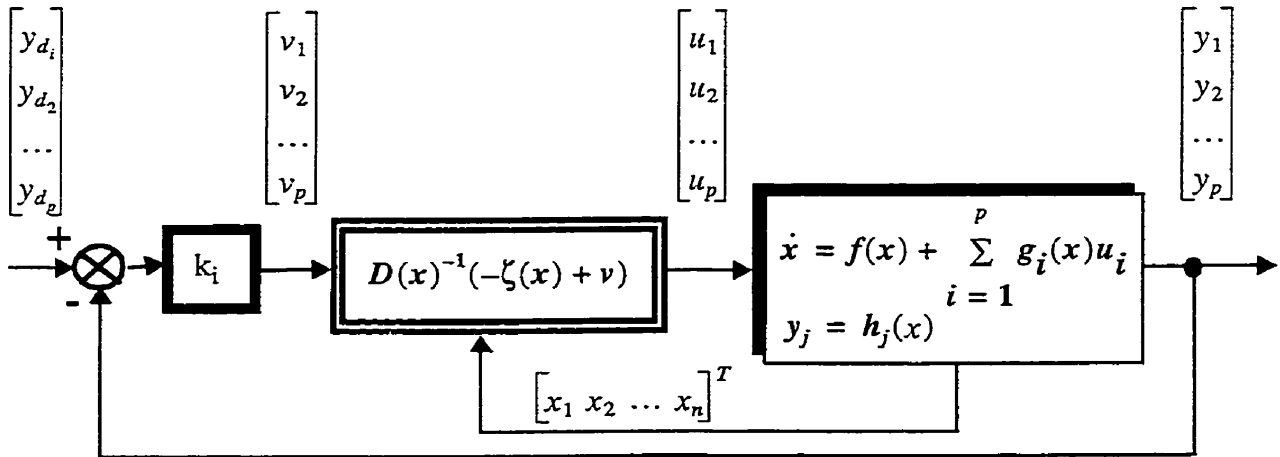 [y_{d_i} y_{d_2} … y_{d_p}]
[v_1 v_2 … v_p]
[u_1 u_2 … u_p]
[y_1 y_2 … y_p]
+
-
k_i
D(x)^{-1}(-ζ(x) + v)
ẋ = f(x) + \sum_{i = 1}^{p} g_i(x)u_i
y_j = h_j(x)
[x_1 x_2 … x_n]^T